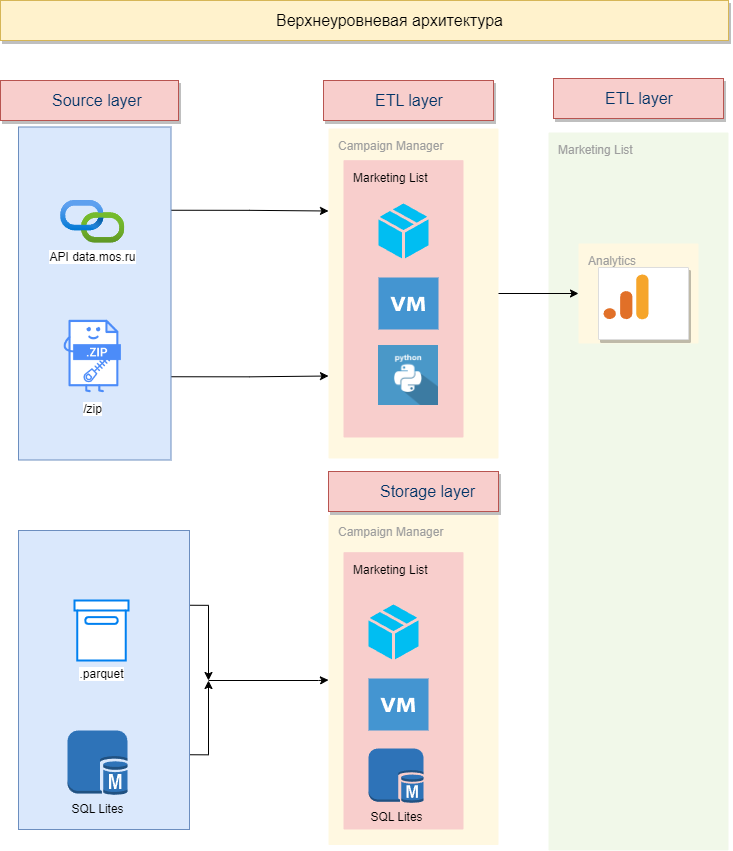 Верхнеуровневая архитектура
Source layer
ETL layer
ETL layer
Campaign Manager
Marketing List
Marketing List
API data.mos.ru
VM
Analytics
.ZIP
python
/zip
Storage layer
Campaign Manager
Marketing List
.parquet
VM
M
SQL Lites
M
SQL Lites